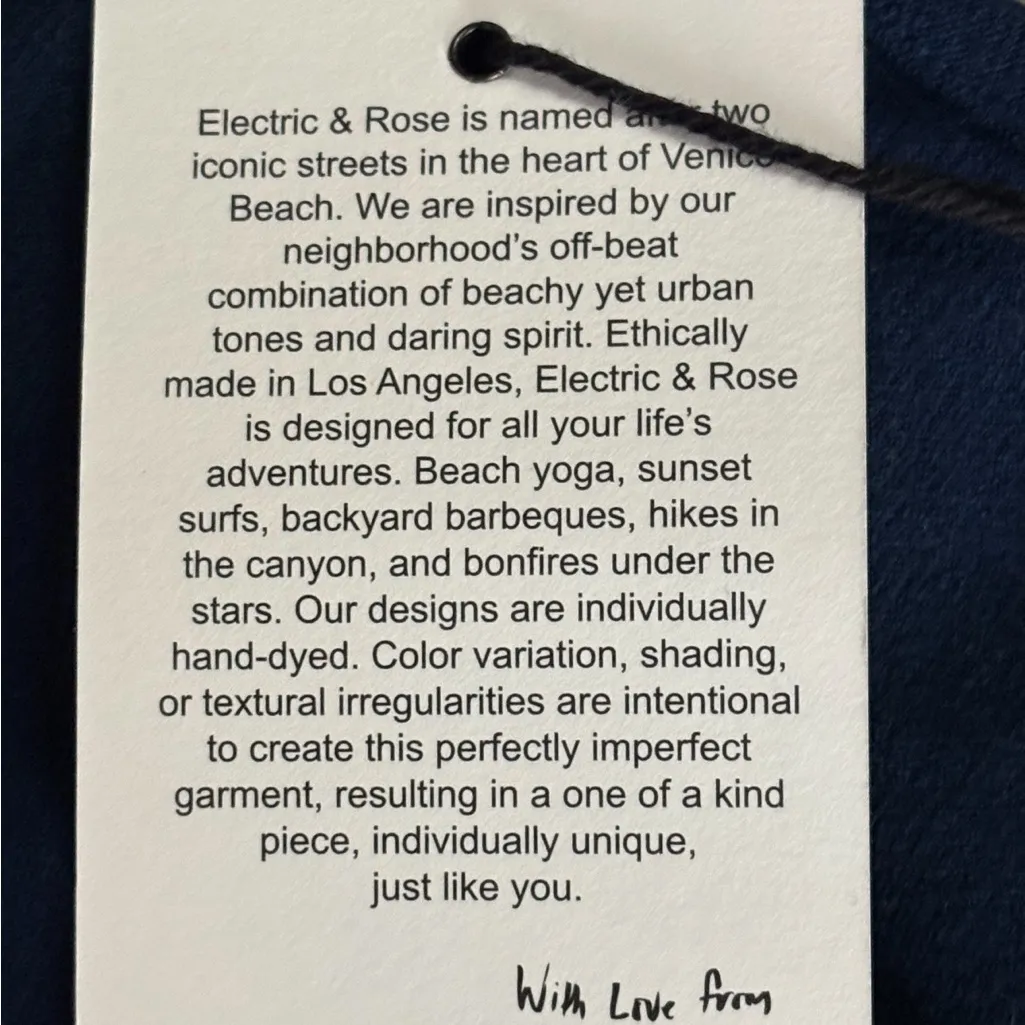 Electric & Rose is named after two
iconic streets in the heart of Venice
Beach. We are inspired by our
neighborhood's off-beat
combination of beachy yet urban
tones and daring spirit. Ethically
made in Los Angeles, Electric & Rose
is designed for all your life's
adventures. Beach yoga, sunset
surfs, backyard barbeques, hikes in
the canyon, and bonfires under the
stars. Our designs are individually
hand-dyed. Color variation, shading,
or textural irregularities are intentional
to create this perfectly imperfect
garment, resulting in a one of a kind
piece, individually unique,
just like you.
With Love from